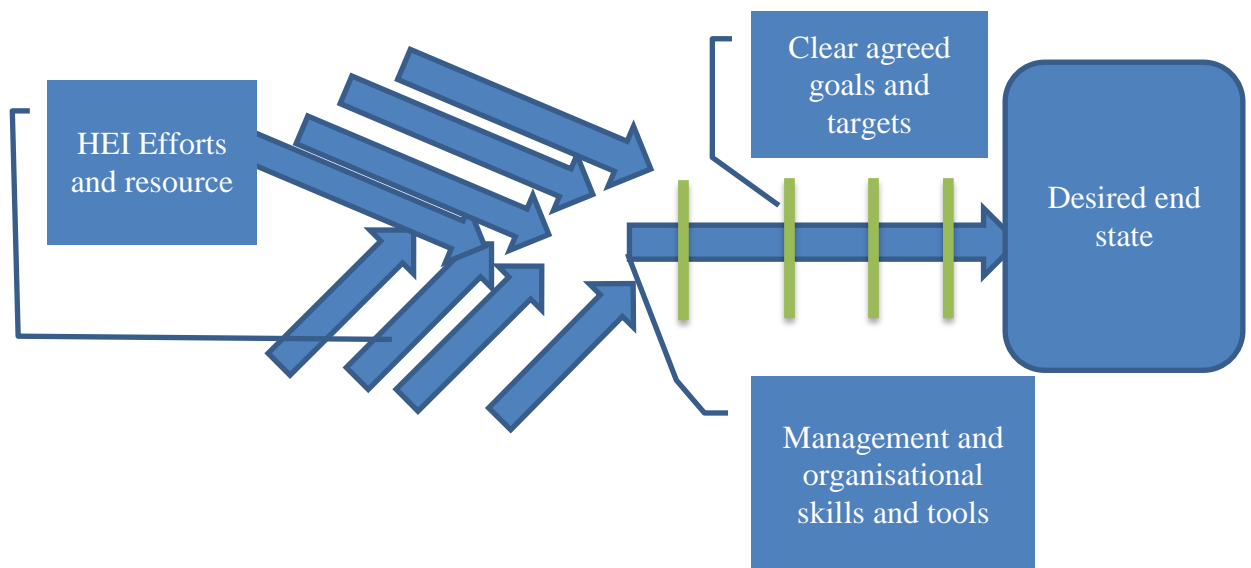 HEI Efforts
and resource
Clear agreed
goals and
targets
Desired end
state
Management and
organisational
skills and tools